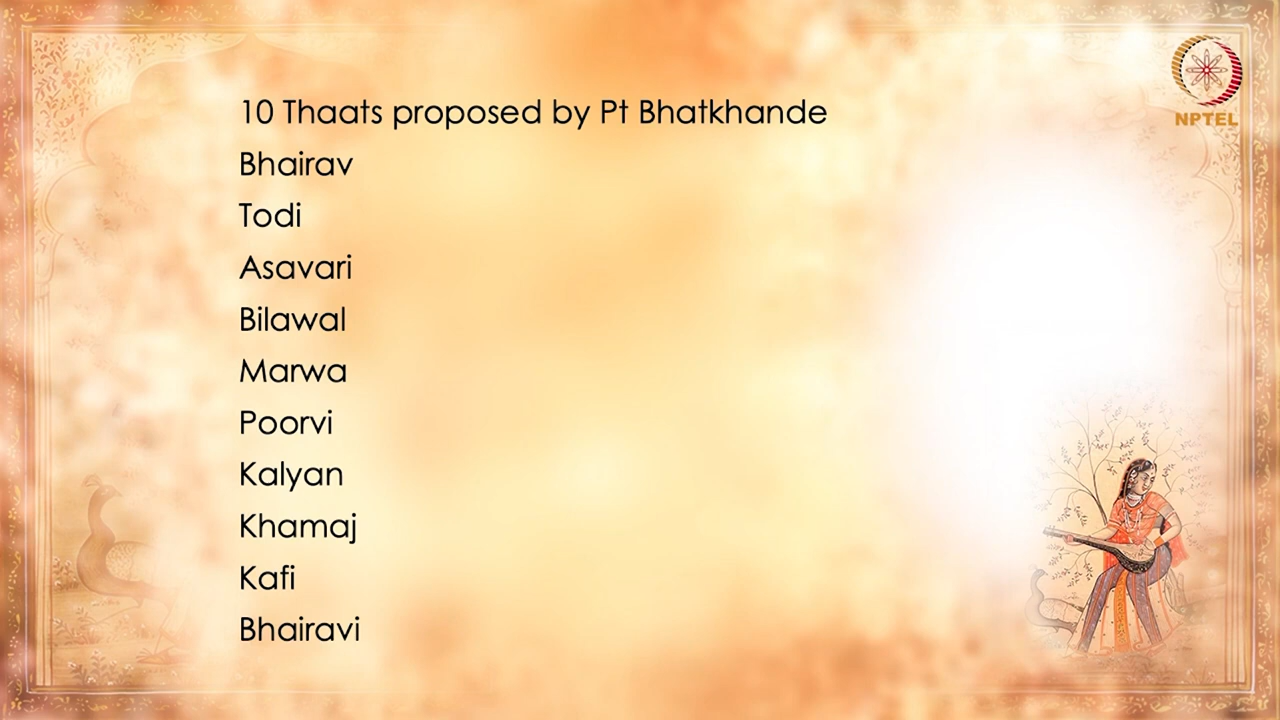 10 Thaats proposed by Pt Bhatkhande
Bhairav
Todi
Asavari
Bilawal
Marwa
Poorvi
Kalyan
Khamaj
Kafi
Bhairavi
NPTEL